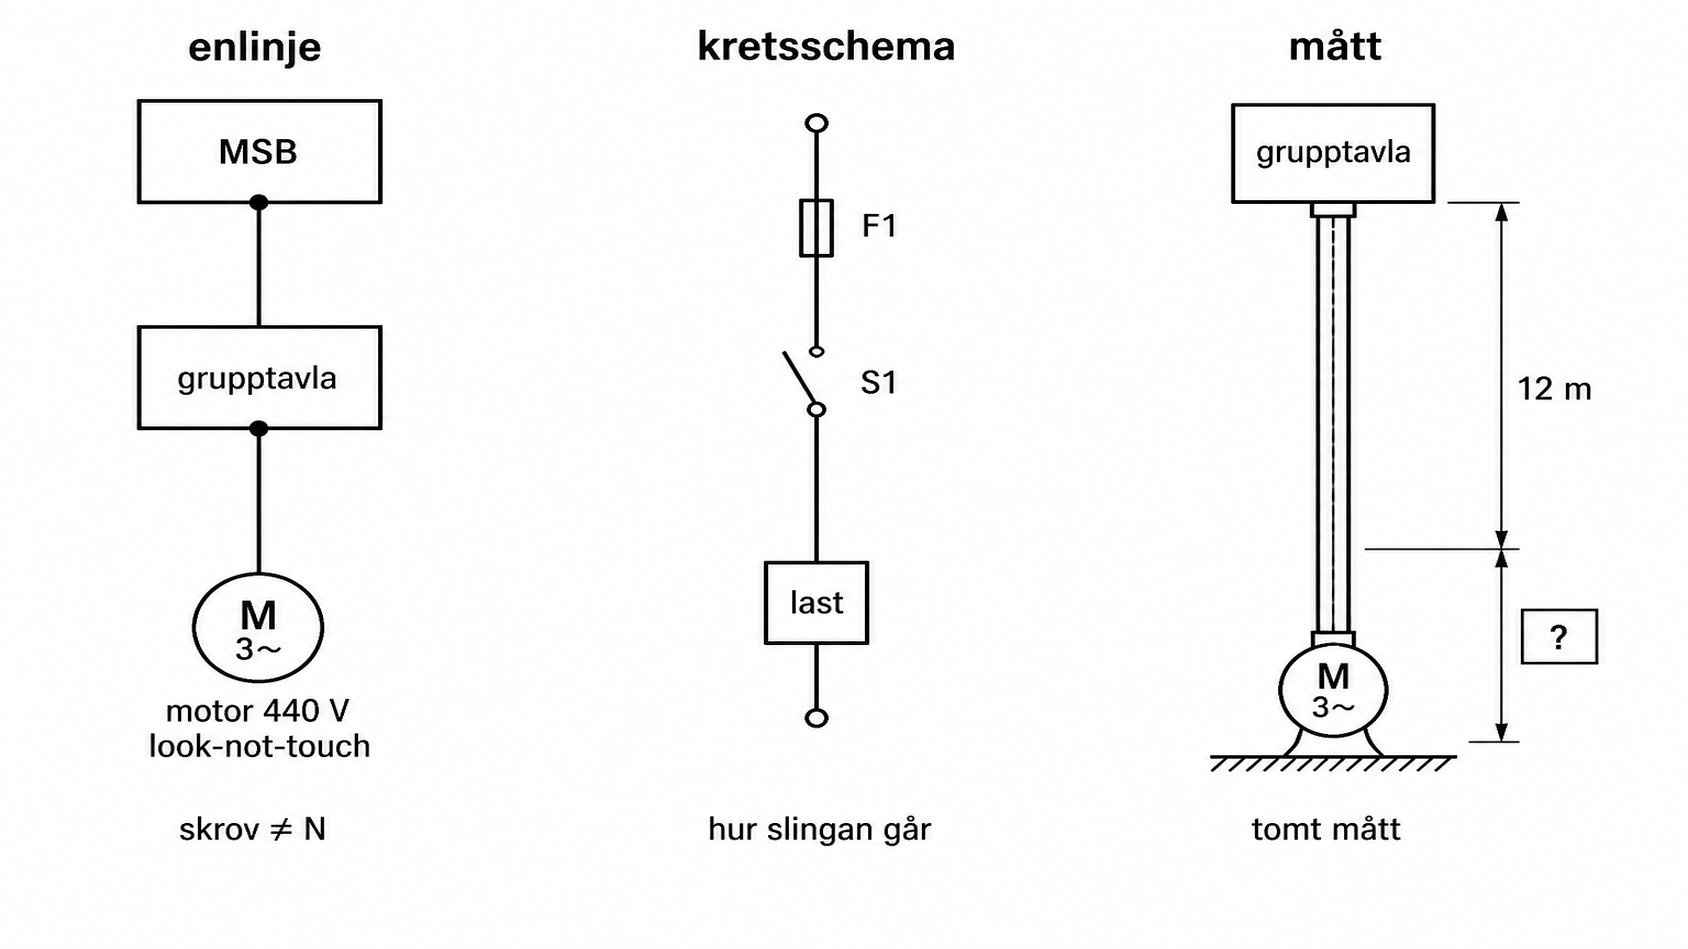 enlinje
MSB
grupptavla
M
3~
motor 440 V
look-not-touch
skrov ≠ N
kretsschema
F1
S1
last
hur slingan går
mått
grupptavla
12 m
?
M
3~
tomt mått